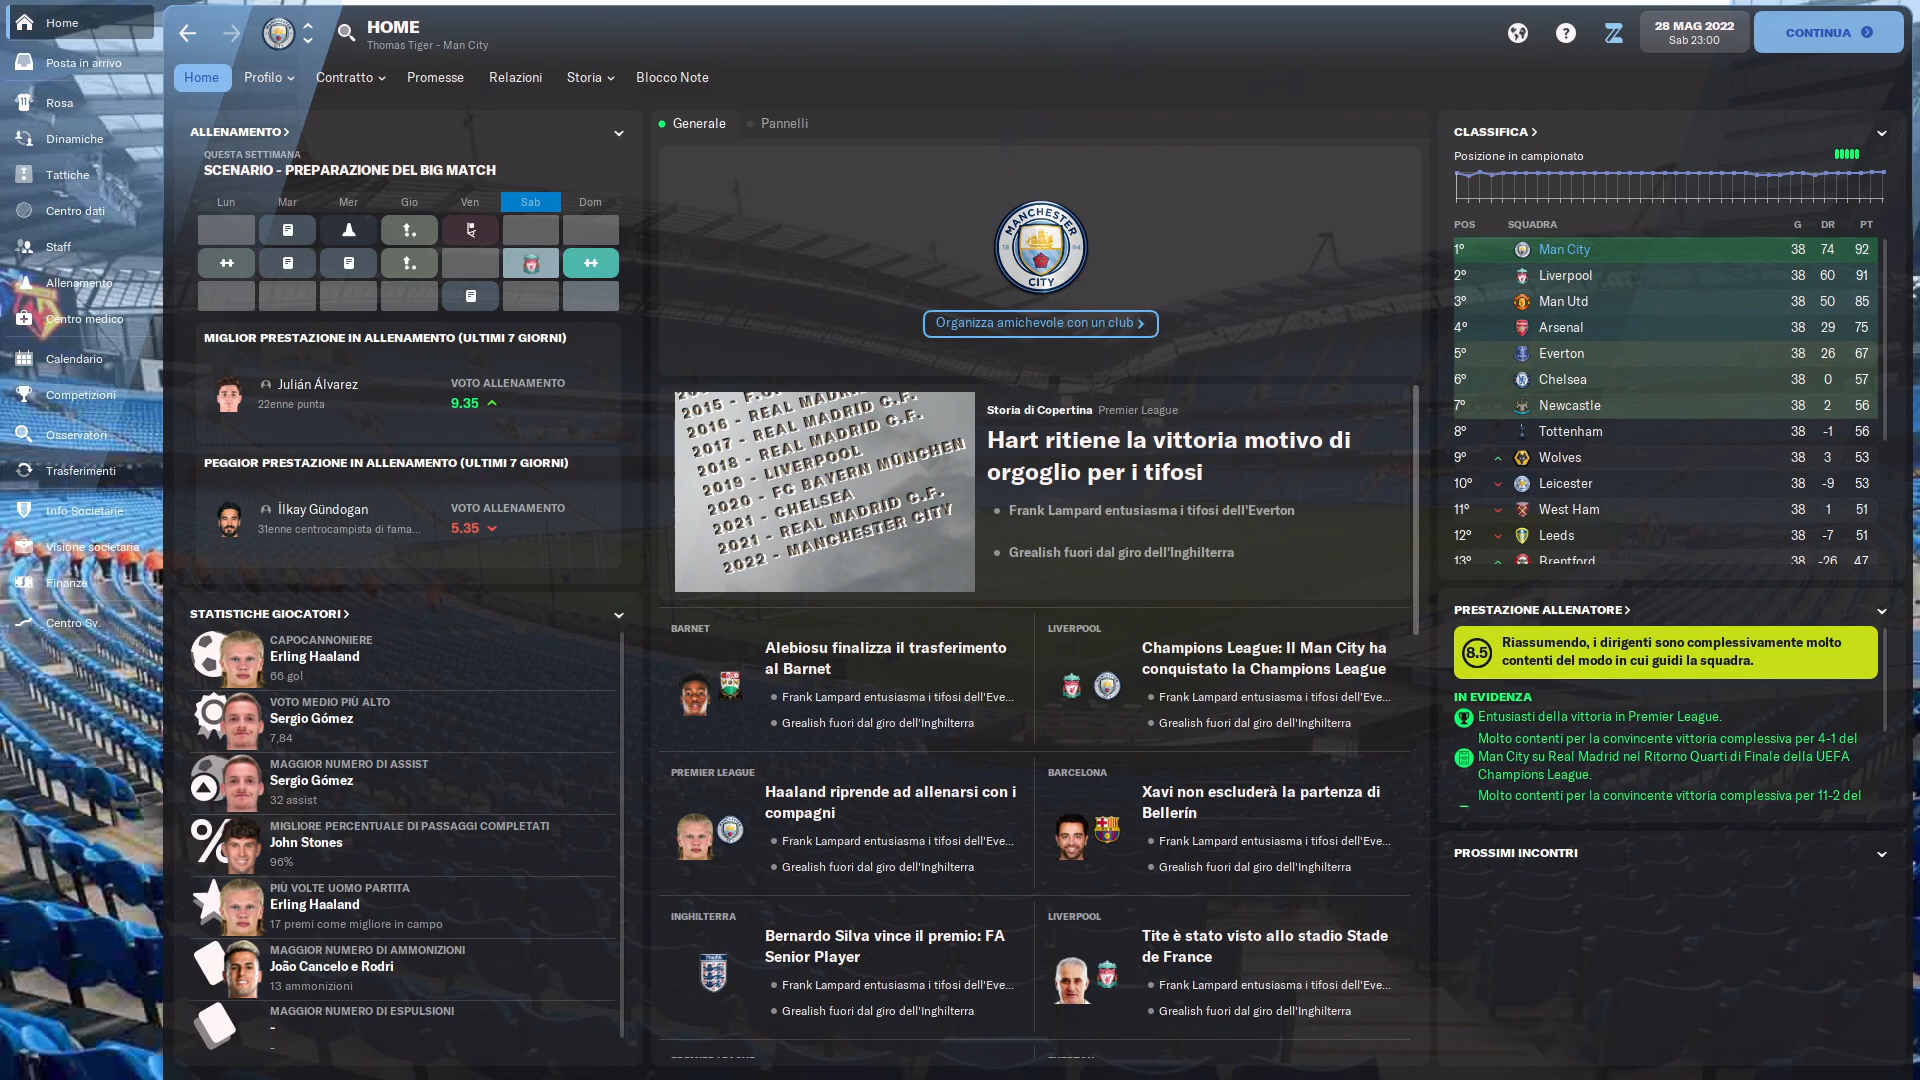 Home
Posta in arrivo
Rosa
Dinamiche
Tattiche
Centro dati
Staff
Allenamento
Centro medico
Calendario
Competizioni
Osservatori
Trasferimenti
Info Societarie
Visione societaria
Finanze
Centro Sv.
HOME
Thomas Tiger - Man City
28 MAG 2022
Sab 23:00
CONTINUA
Home
Profilo
Contratto
Promesse
Relazioni
Storia
Blocco Note
ALLENAMENTO
QUESTA SETTIMANA
SCENARIO - PREPARAZIONE DEL BIG MATCH
Lun Mar Mer Gio Ven Sab Dom
MIGLIOR PRESTAZIONE IN ALLENAMENTO (ULTIMI 7 GIORNI)
Julián Álvarez
22enne punta
VOTO ALLENAMENTO
9.35
PEGGIOR PRESTAZIONE IN ALLENAMENTO (ULTIMI 7 GIORNI)
İlkay Gündogan
31enne centrocampista di fama...
VOTO ALLENAMENTO
5.35
STATISTICHE GIOCATORI
CAPOCANNONIERE
Erling Haaland
66 gol
VOTO MEDIO PIÙ ALTO
Sergio Gómez
7,84
MAGGIOR NUMERO DI ASSIST
Sergio Gómez
32 assist
MIGLIORE PERCENTUALE DI PASSAGGI COMPLETATI
John Stones
96%
PIÙ VOLTE UOMO PARTITA
Erling Haaland
17 premi come migliore in campo
MAGGIOR NUMERO DI AMMONIZIONI
João Cancelo e Rodri
13 ammonizioni
MAGGIOR NUMERO DI ESPULSIONI
-
-
Generale
Pannelli
MANCHESTER
18 94
CITY
Organizza amichevole con un club
2016 - REAL MADRID C.F.
2017 - REAL MADRID C.F.
2018 - REAL MADRID C.F.
2019 - LIVERPOOL
2020 - FC BAYERN MÜNCHEN
2021 - CHELSEA
2021 - REAL MADRID C.F.
2022 - MANCHESTER CITY
Storia di Copertina Premier League
Hart ritiene la vittoria motivo di
orgoglio per i tifosi
Frank Lampard entusiasma i tifosi dell'Everton
Grealish fuori dal giro dell'Inghilterra
BARNET
Alebiosu finalizza il trasferimento
al Barnet
Frank Lampard entusiasma i tifosi dell'Eve...
Grealish fuori dal giro dell'Inghilterra
LIVERPOOL
Champions League: Il Man City ha
conquistato la Champions League
Frank Lampard entusiasma i tifosi dell'Eve...
Grealish fuori dal giro dell'Inghilterra
PREMIER LEAGUE
Haaland riprende ad allenarsi con i
compagni
Frank Lampard entusiasma i tifosi dell'Eve...
Grealish fuori dal giro dell'Inghilterra
BARCELONA
Xavi non escluderà la partenza di
Bellerín
Frank Lampard entusiasma i tifosi dell'Eve...
Grealish fuori dal giro dell'Inghilterra
INGHILTERRA
Bernardo Silva vince il premio: FA
Senior Player
Frank Lampard entusiasma i tifosi dell'Eve...
Grealish fuori dal giro dell'Inghilterra
LIVERPOOL
Tite è stato visto allo stadio Stade
de France
Frank Lampard entusiasma i tifosi dell'Eve...
Grealish fuori dal giro dell'Inghilterra
CLASSIFICA
Posizione in campionato
POS SQUADRA G DR PT
1º Man City 38 74 92
2º Liverpool 38 60 91
3º Man Utd 38 50 85
4º Arsenal 38 29 75
5º Everton 38 26 67
6º Chelsea 38 0 57
7º Newcastle 38 2 56
8º Tottenham 38 -1 56
9º Wolves 38 3 53
10º Leicester 38 -9 53
11º West Ham 38 1 51
12º Leeds 38 -7 51
13º Brentford 38 -26 47
PRESTAZIONE ALLENATORE
8.5
Riassumendo, i dirigenti sono complessivamente molto
contenti del modo in cui guidi la squadra.
IN EVIDENZA
Entusiasti della vittoria in Premier League.
Molto contenti per la convincente vittoria complessiva per 4-1 del
Man City su Real Madrid nel Ritorno Quarti di Finale della UEFA
Champions League.
Molto contenti per la convincente vittoria complessiva per 11-2 del
PROSSIMI INCONTRI